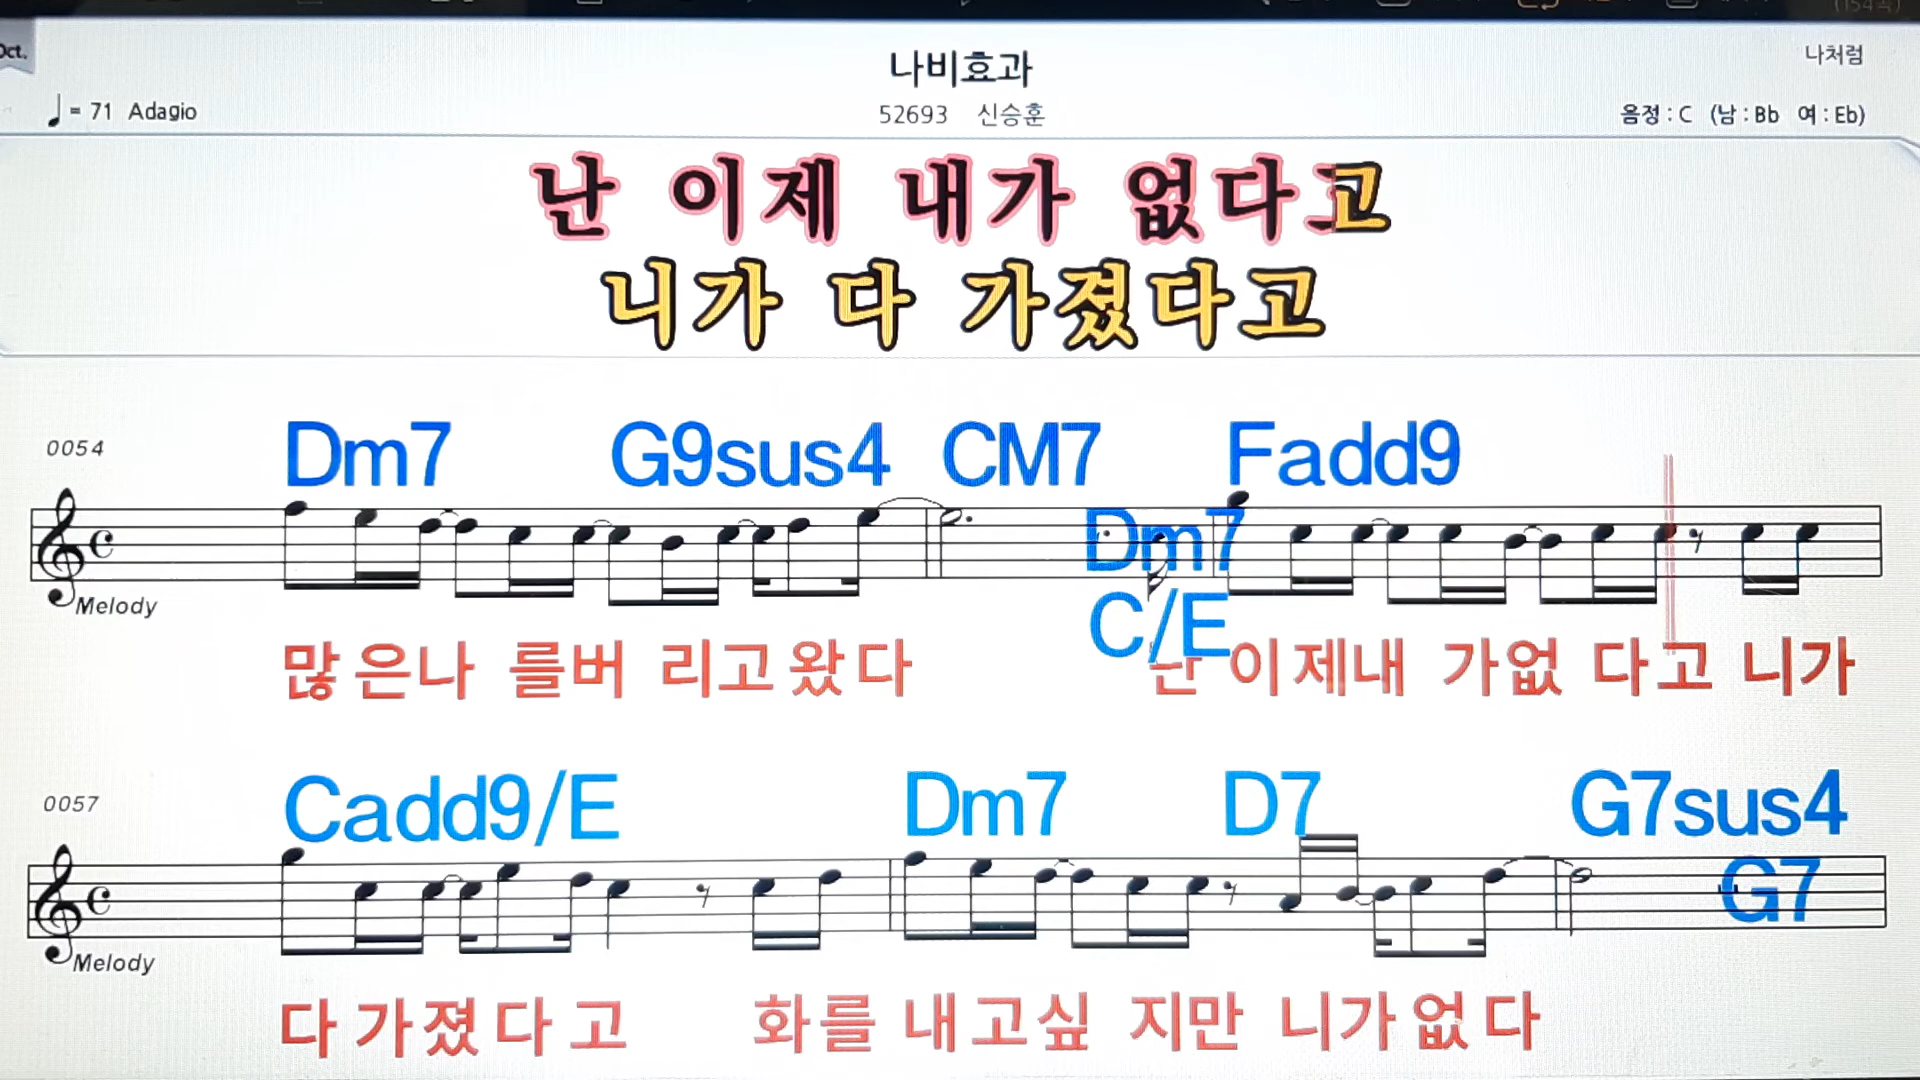 Oct.
나비효과
나처럼
= 71 Adagio
52693 신승훈
음정 : C (남 : Bb 여 : Eb)
난 이제 내가 없다고
니가 다 가졌다고
0054
Dm7 G9sus4 CM7 Fadd9
Dm7
C/E
Melody
많은나 를버 리고왔다 난 이제내 가없 다고 니가
0057
Cadd9/E Dm7 D7 G7sus4
G7
Melody
다가졌다고 화를 내고싶 지만 니가없다